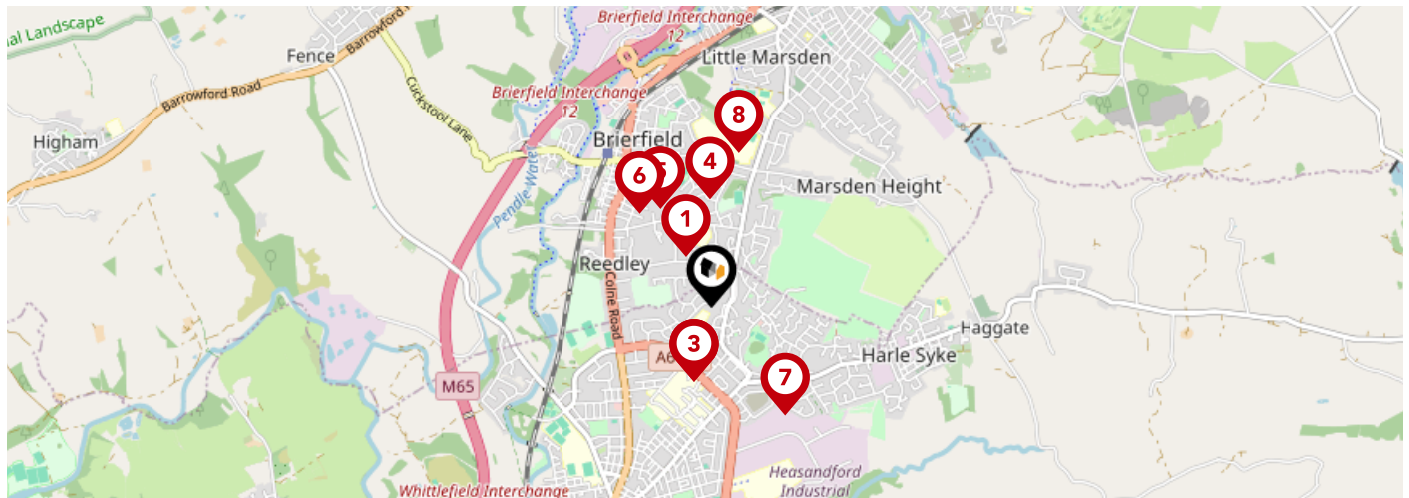 Brierfield Interchange
12
al Landscape
Barrowford
Fence
Little Marsden
Brierfield Interchange
12
Barrowford Road
Cuckstool Lane
8
Higham
Brierfield
4
6
5
Pendle Water
Marsden Height
1
Reedley
Colne Road
Haggate
3
A6
Harle Syke
7
M65
Heasandford
Industrial
Whittlefield Interchange